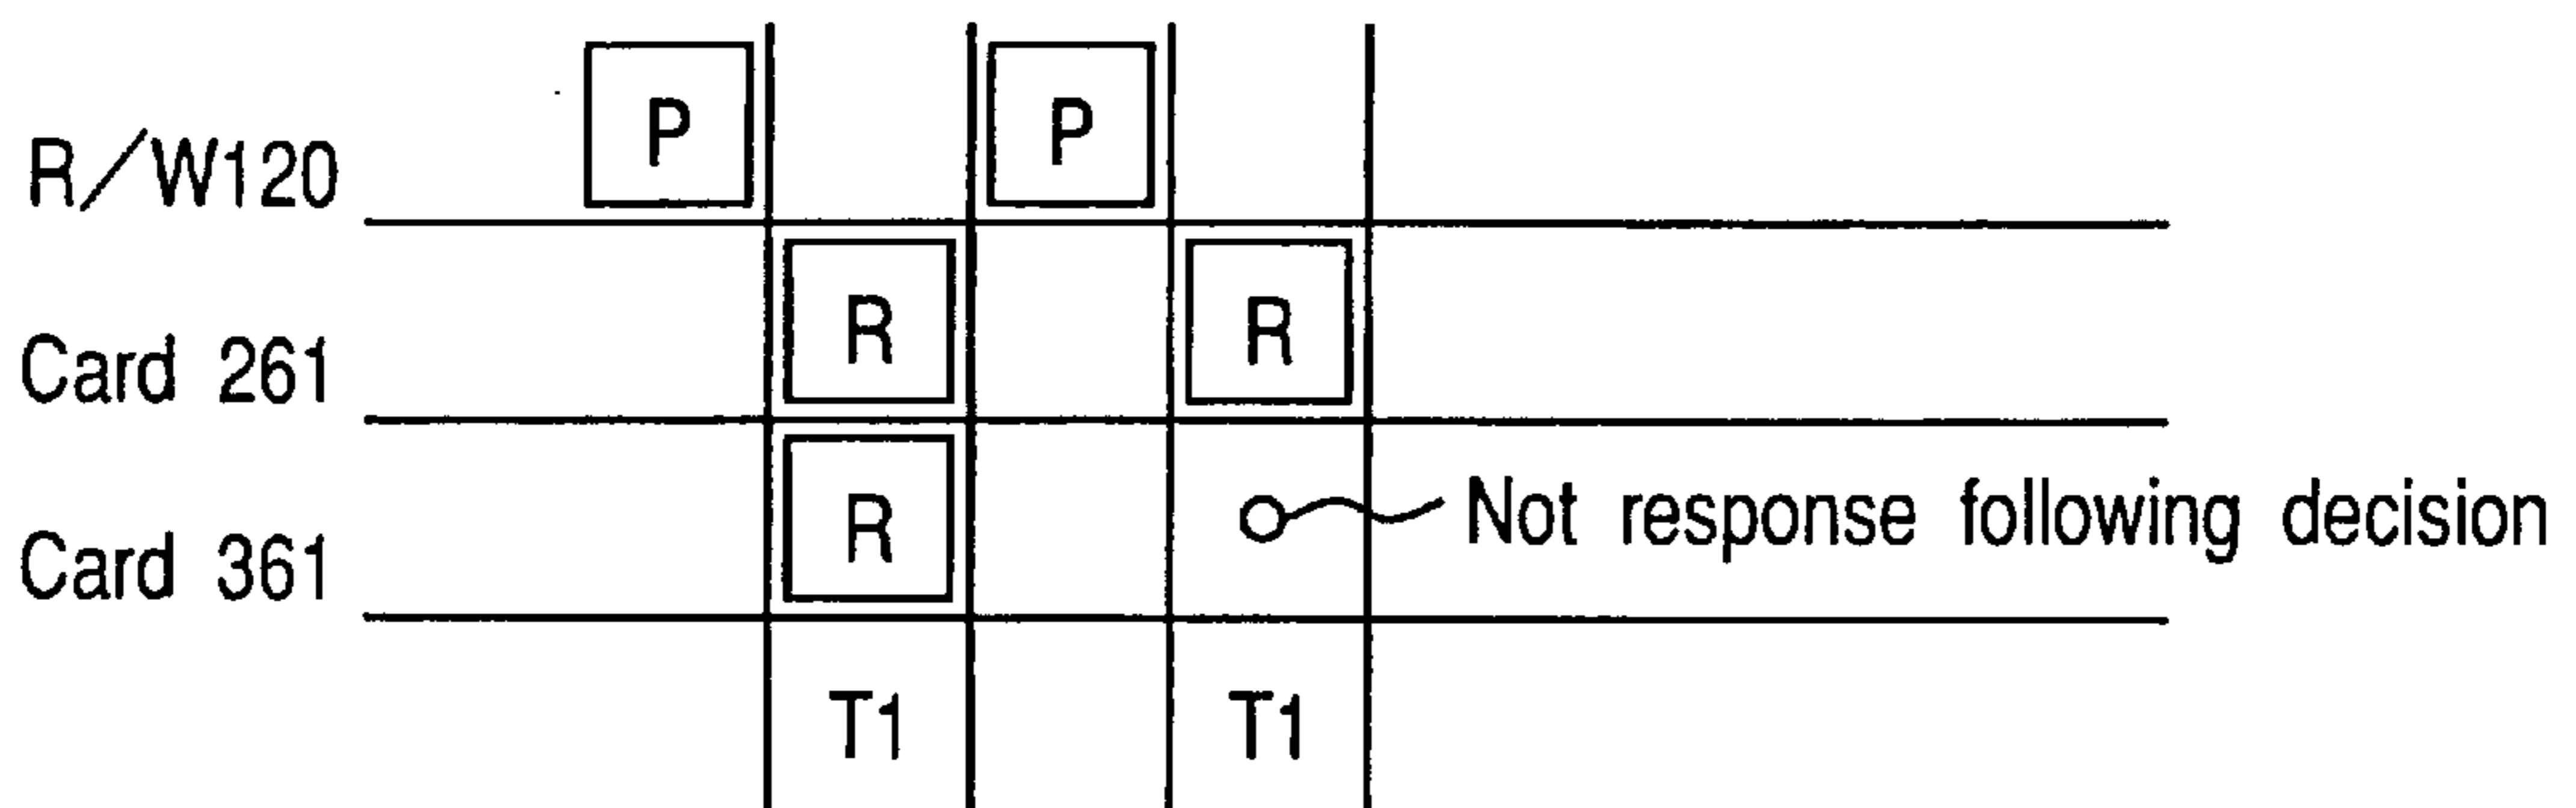 R/W120 P P
Card 261 R R
Card 361 R Not response following decision
T1 T1